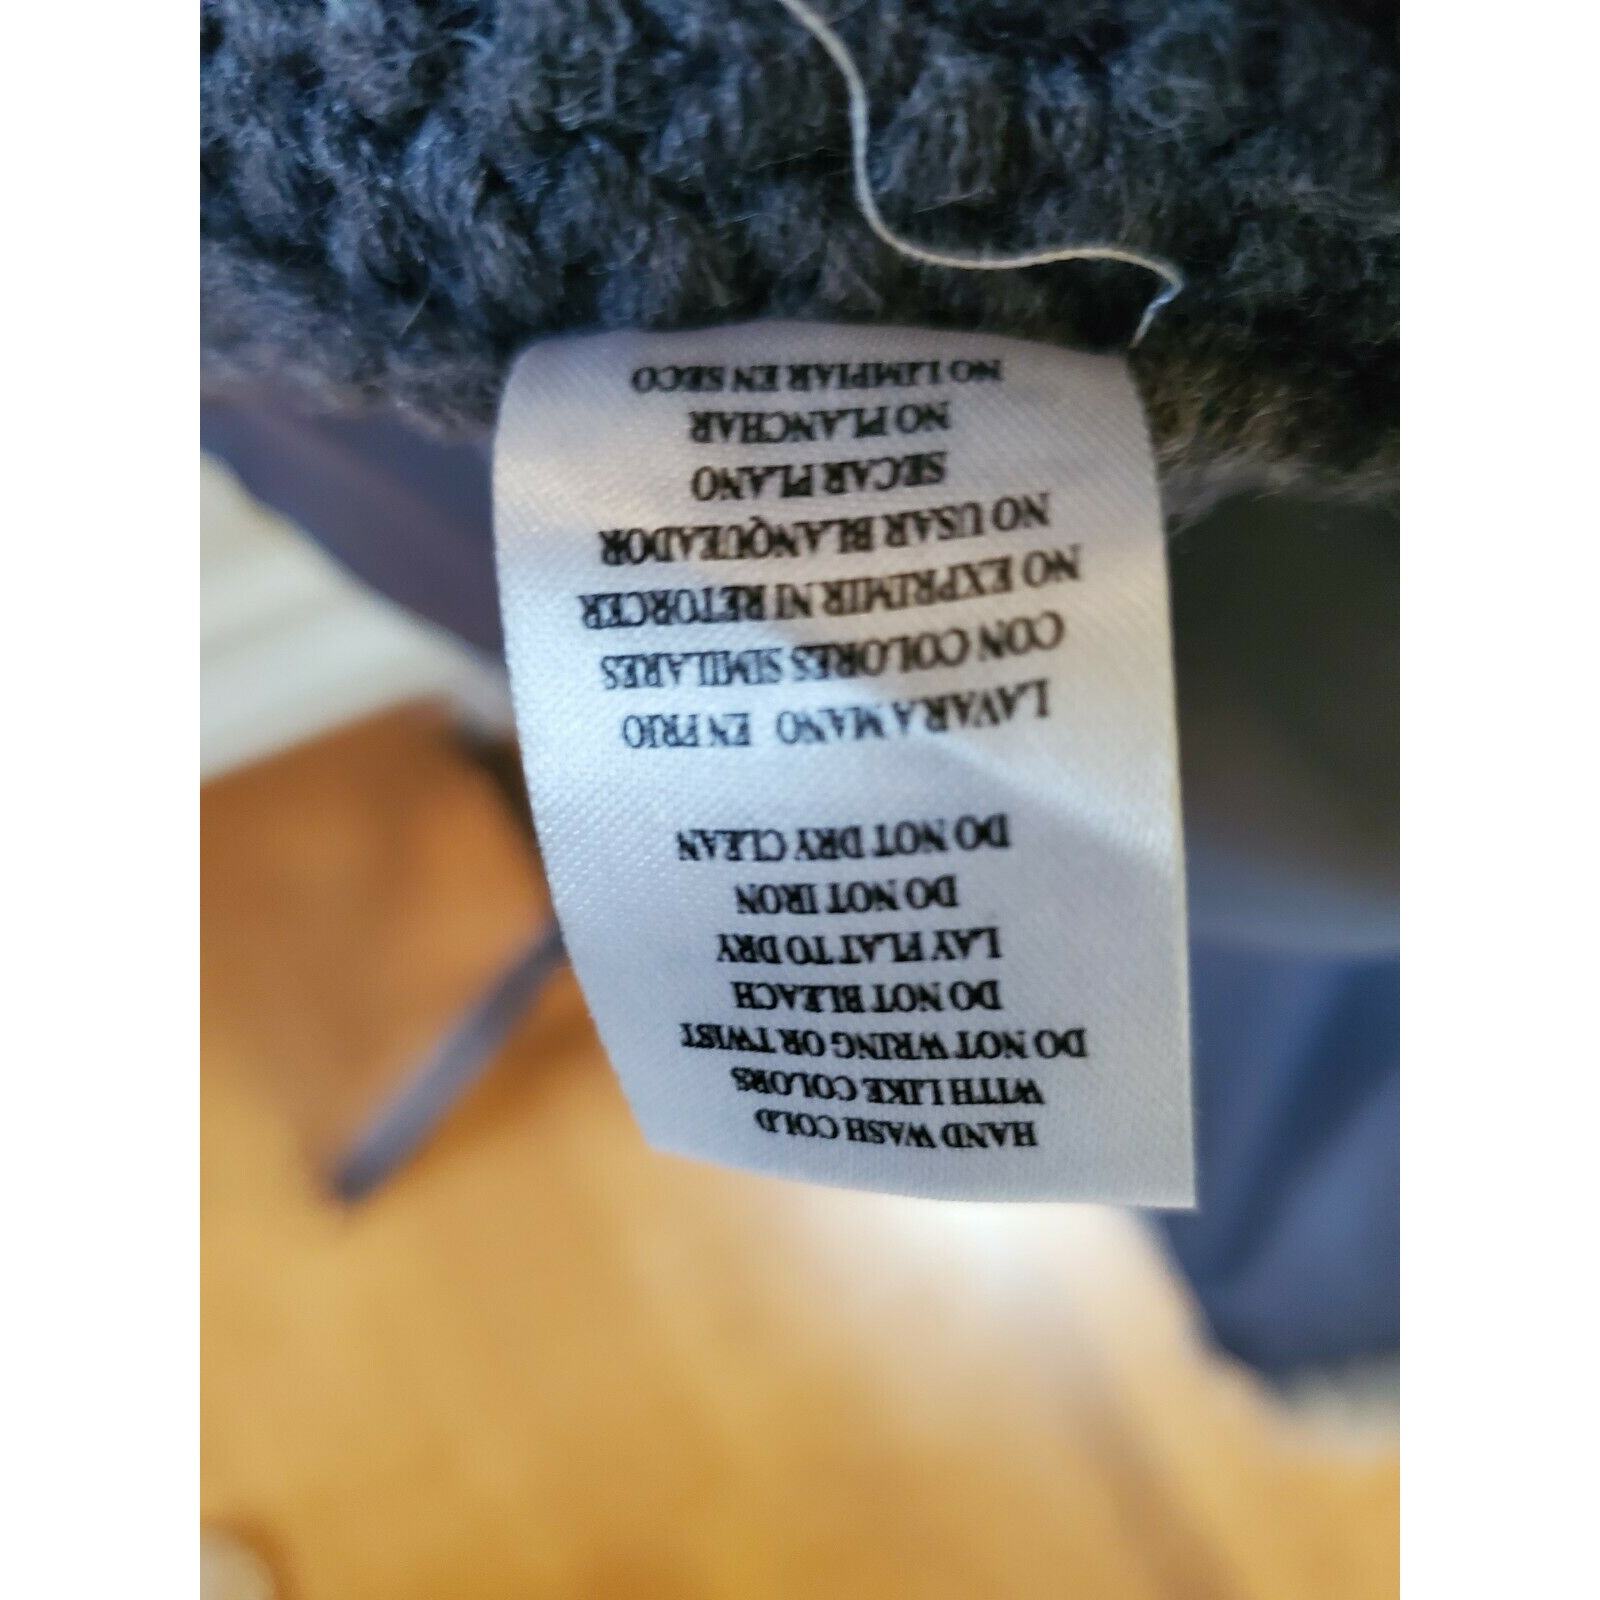 HAND WASH COLD
WITH LIKE COLORS
DO NOT WRING OR TWIST
DO NOT BLEACH
LAY FLAT TO DRY
DO NOT IRON
DO NOT DRY CLEAN
LAVAR A MANO EN FRIO
CON COLORES SIMILARES
NO EXPRIMIR NI RETORCER
NO USAR BLANQUEADOR
SECAR PLANO
NO PLANCHAR
NO LIMPIAR EN SECO